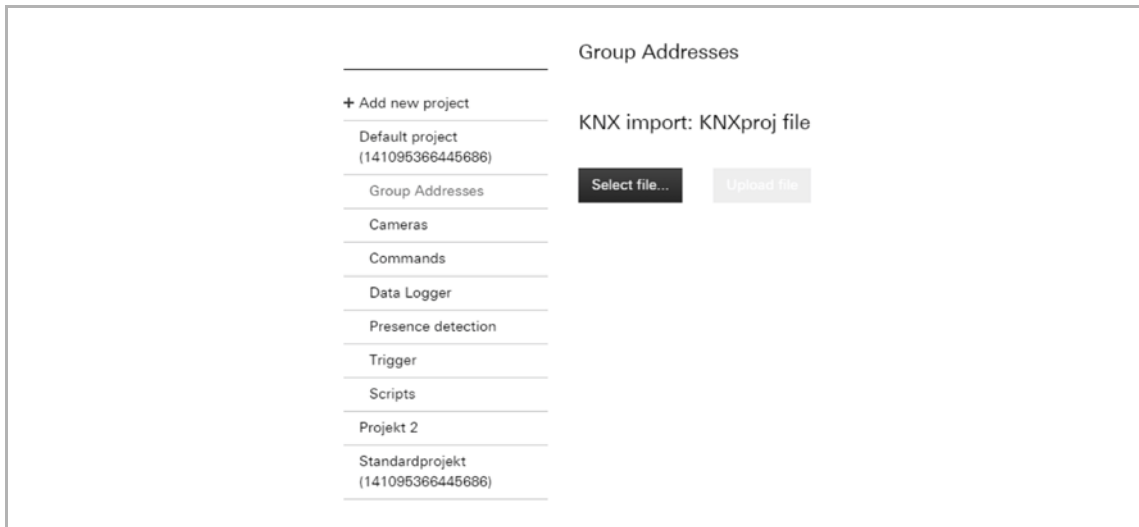 Group Addresses
+ Add new project
KNX import: KNXproj file
Default project
(141095366445686)
Select file...
Upload file
Group Addresses
Cameras
Commands
Data Logger
Presence detection
Trigger
Scripts
Projekt 2
Standardprojekt
(141095366445686)